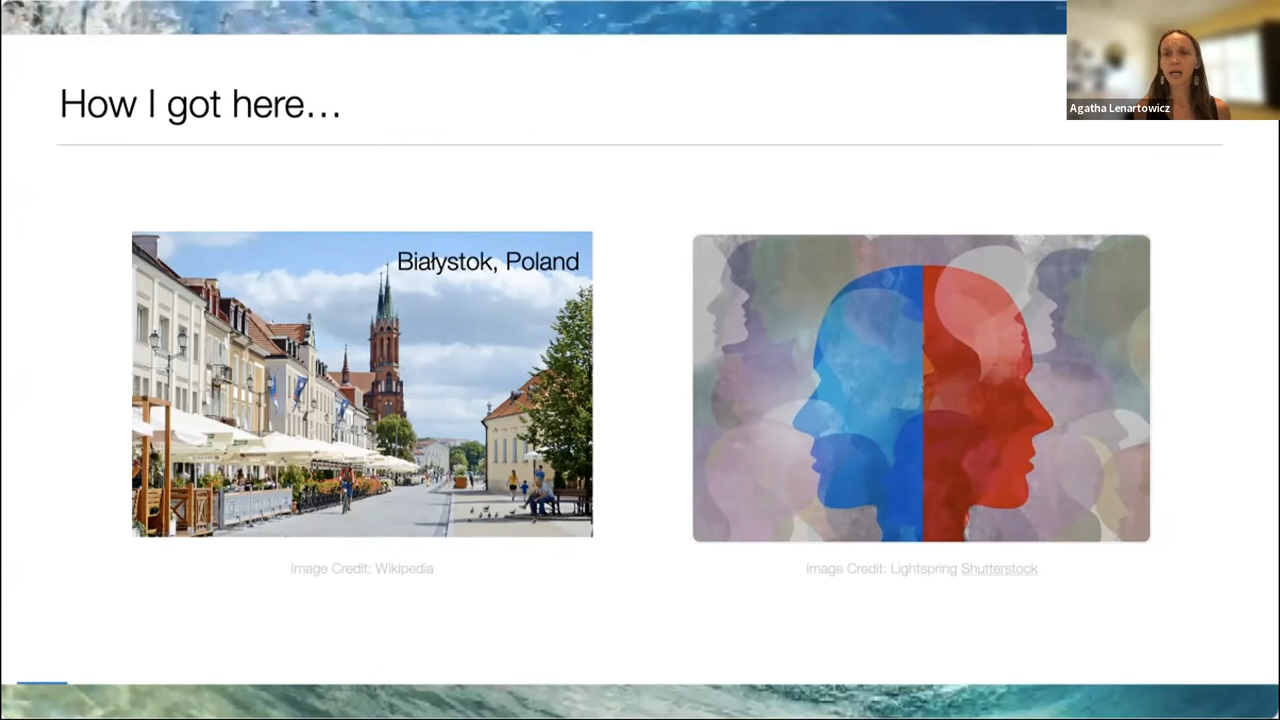 How I got here…
Agatha Lenartowicz
Białystok, Poland
Image Credit: Wikipedia
Image Credit: Lightspring Shutterstock